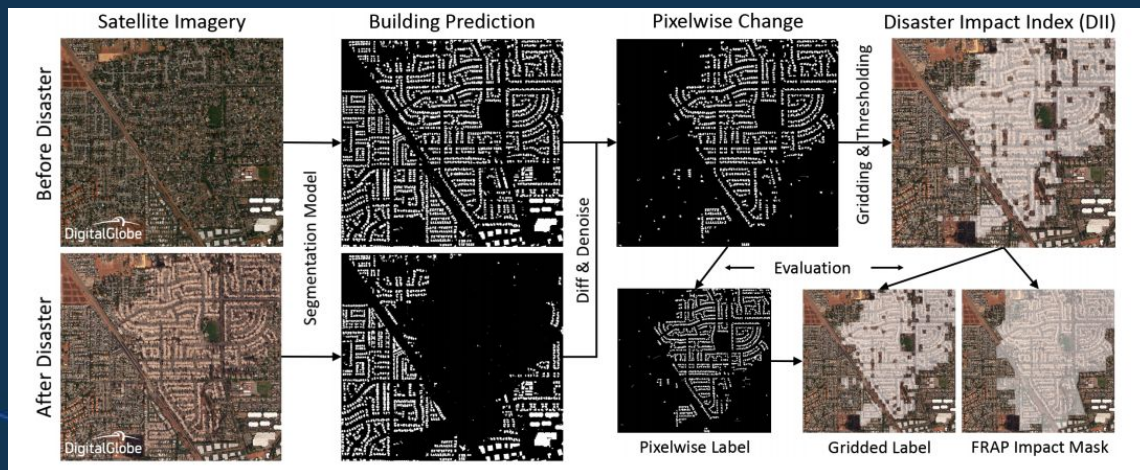 Satellite Imagery
Building Prediction
Pixelwise Change
Disaster Impact Index (DII)
Before Disaster
DigitalGlobe
Segmentation Model
Diff & Denoise
Gridding & Thresholding
Evaluation
After Disaster
DigitalGlobe
Pixelwise Label
Gridded Label
FRAP Impact Mask